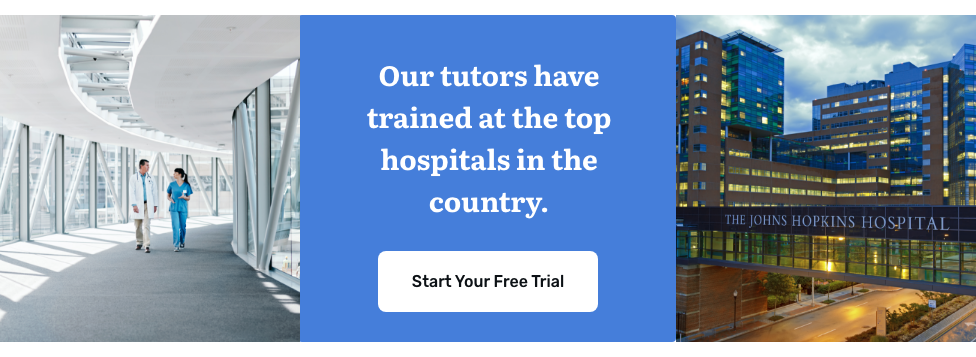 Our tutors have
trained at the top
hospitals in the
country.
Start Your Free Trial
THE JOHNS HOPKINS HOSPITAL